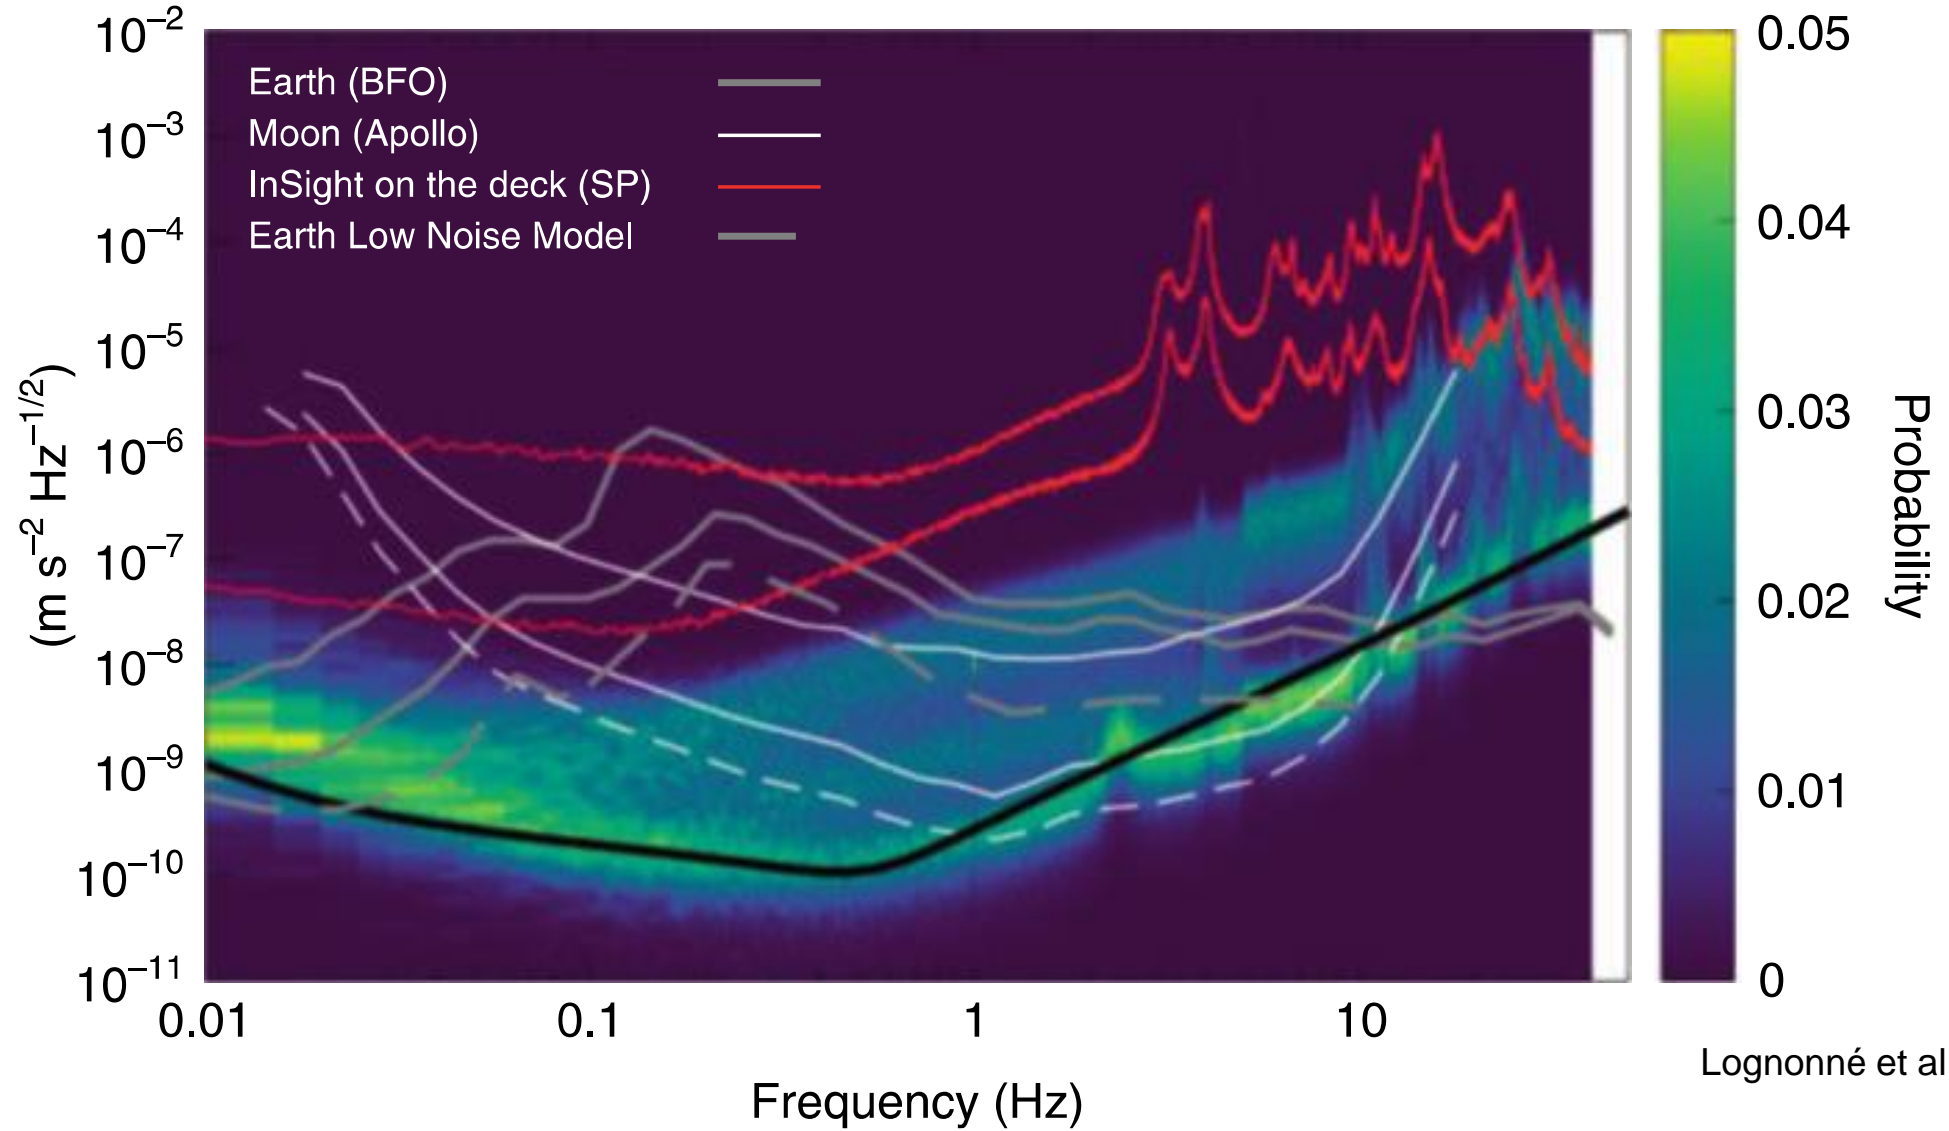 10⁻²
10⁻³
10⁻⁴
10⁻⁵
10⁻⁶
10⁻⁷
10⁻⁸
10⁻⁹
10⁻¹⁰
10⁻¹¹
(m s⁻² Hz⁻¹/²)
Earth (BFO)
Moon (Apollo)
InSight on the deck (SP)
Earth Low Noise Model
0.01
0.1
1
10
Frequency (Hz)
0.05
0.04
0.03
0.02
0.01
0
Probability
Lognonné et al